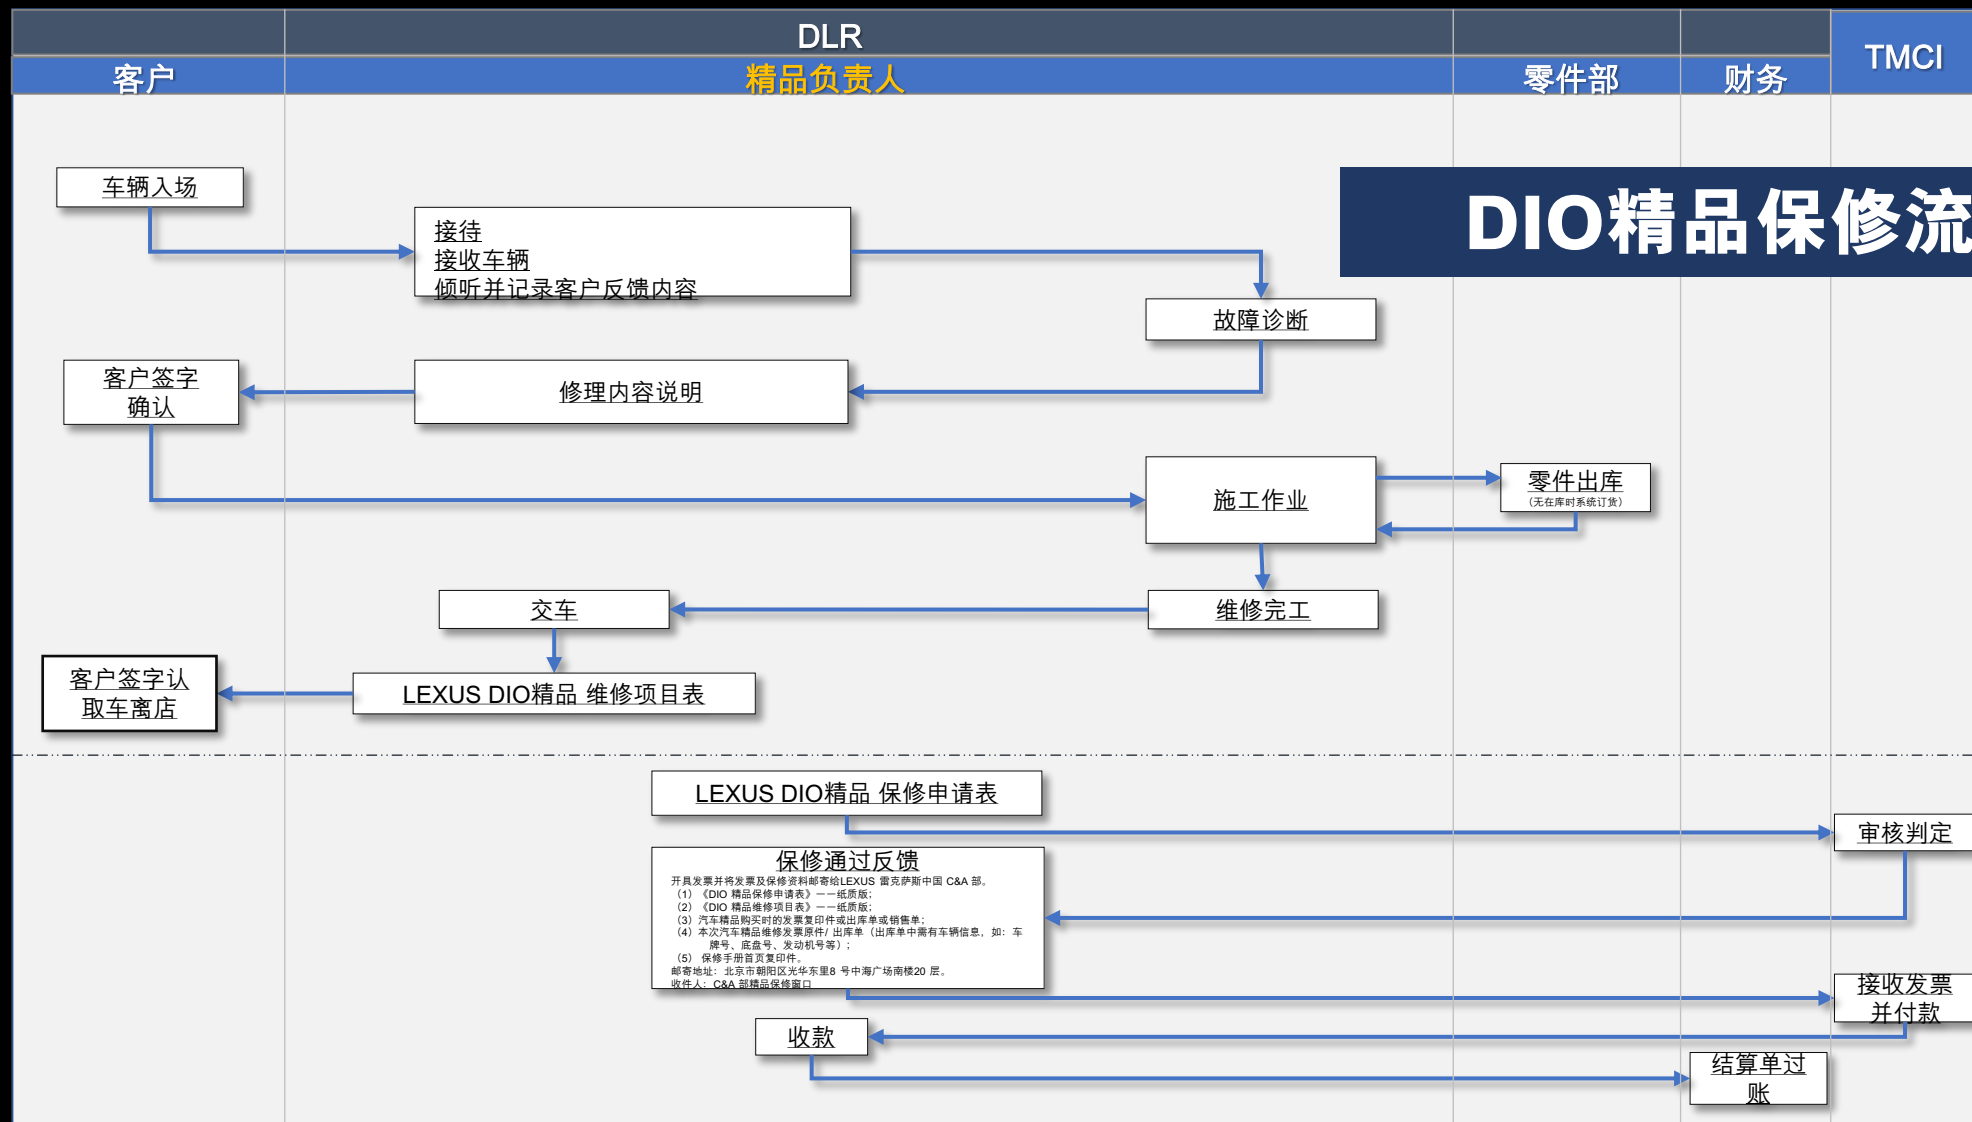 DLR
TMCI
客户
精品负责人
零件部
财务
DIO精品保修流
车辆入场
接待
接收车辆
倾听并记录客户反馈内容
故障诊断
客户签字
确认
修理内容说明
施工作业
零件出库
（无在库时系统订货）
交车
维修完工
客户签字认
取车离店
LEXUS DIO精品 维修项目表
LEXUS DIO精品 保修申请表
审核判定
保修通过反馈
开具发票并将发票及保修资料邮寄给LEXUS 雷克萨斯中国 C&A 部。
（1）《DIO 精品保修申请表》——纸质版；
（2）《DIO 精品维修项目表》——纸质版；
（3）汽车精品购买时的发票复印件或出库单或销售单；
（4）本次汽车精品维修发票原件/ 出库单（出库单中需有车辆信息，如：车
牌号、底盘号、发动机号等）；
（5） 保修手册首页复印件。
邮寄地址：北京市朝阳区光华东里8 号中海广场南楼20 层。
收件人：C&A 部精品保修窗口
接收发票
并付款
收款
结算单过
账